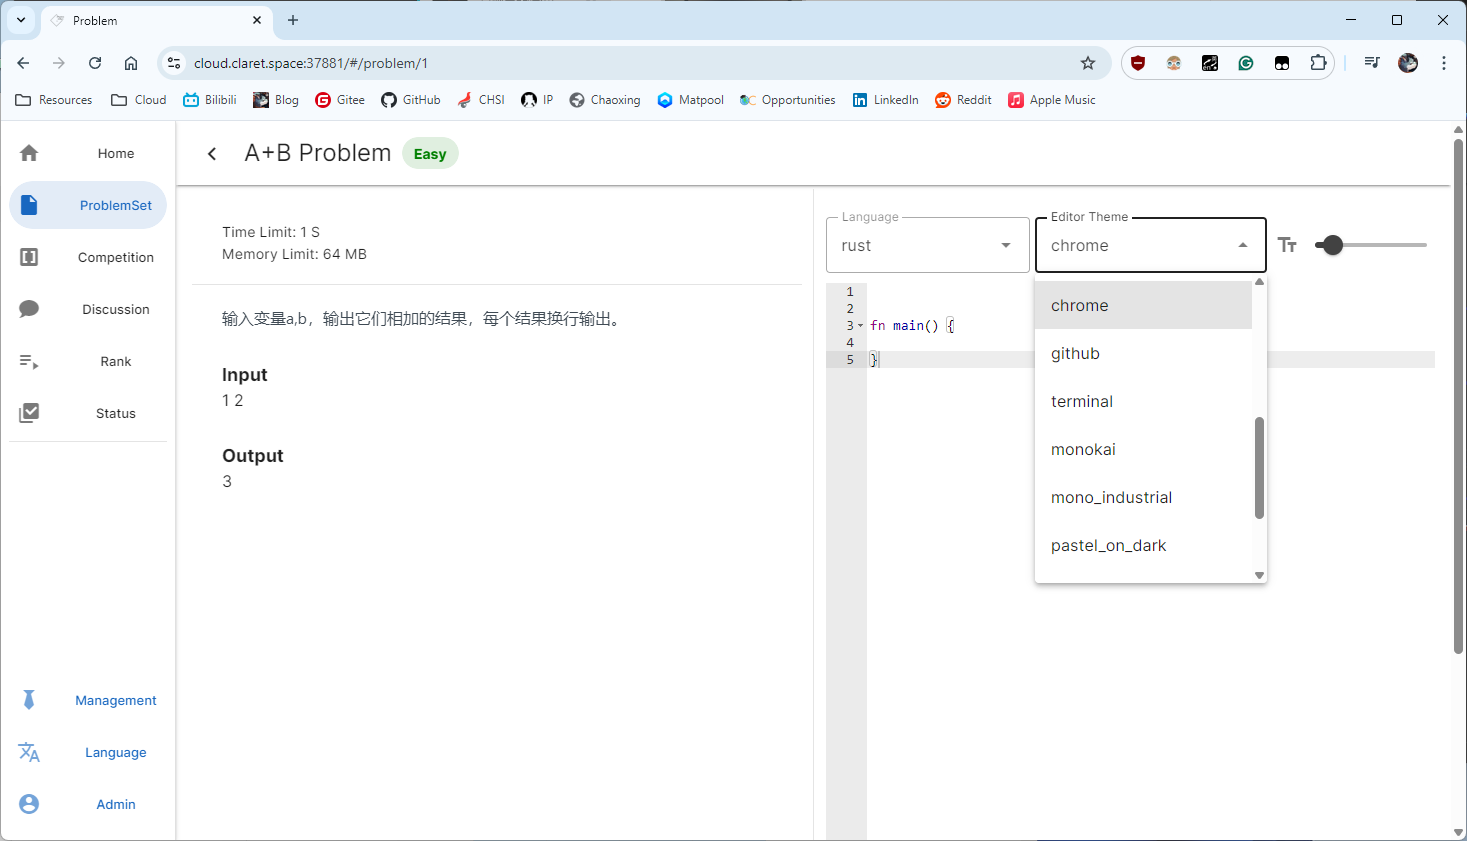 Problem
cloud.claret.space:37881/#/problem/1
Resources
Cloud
Bilibili
Blog
Gitee
GitHub
CHSI
IP
Chaoxing
Matpool
Opportunities
LinkedIn
Reddit
Apple Music
Home
ProblemSet
Competition
Discussion
Rank
Status
Management
Language
Admin
A+B Problem
Easy
Time Limit: 1 S
Memory Limit: 64 MB
输入变量a,b，输出它们相加的结果，每个结果换行输出。
Input
1 2
Output
3
Language
rust
Editor Theme
chrome
1
2
3 fn main() {
4
5 }
chrome
github
terminal
monokai
mono_industrial
pastel_on_dark